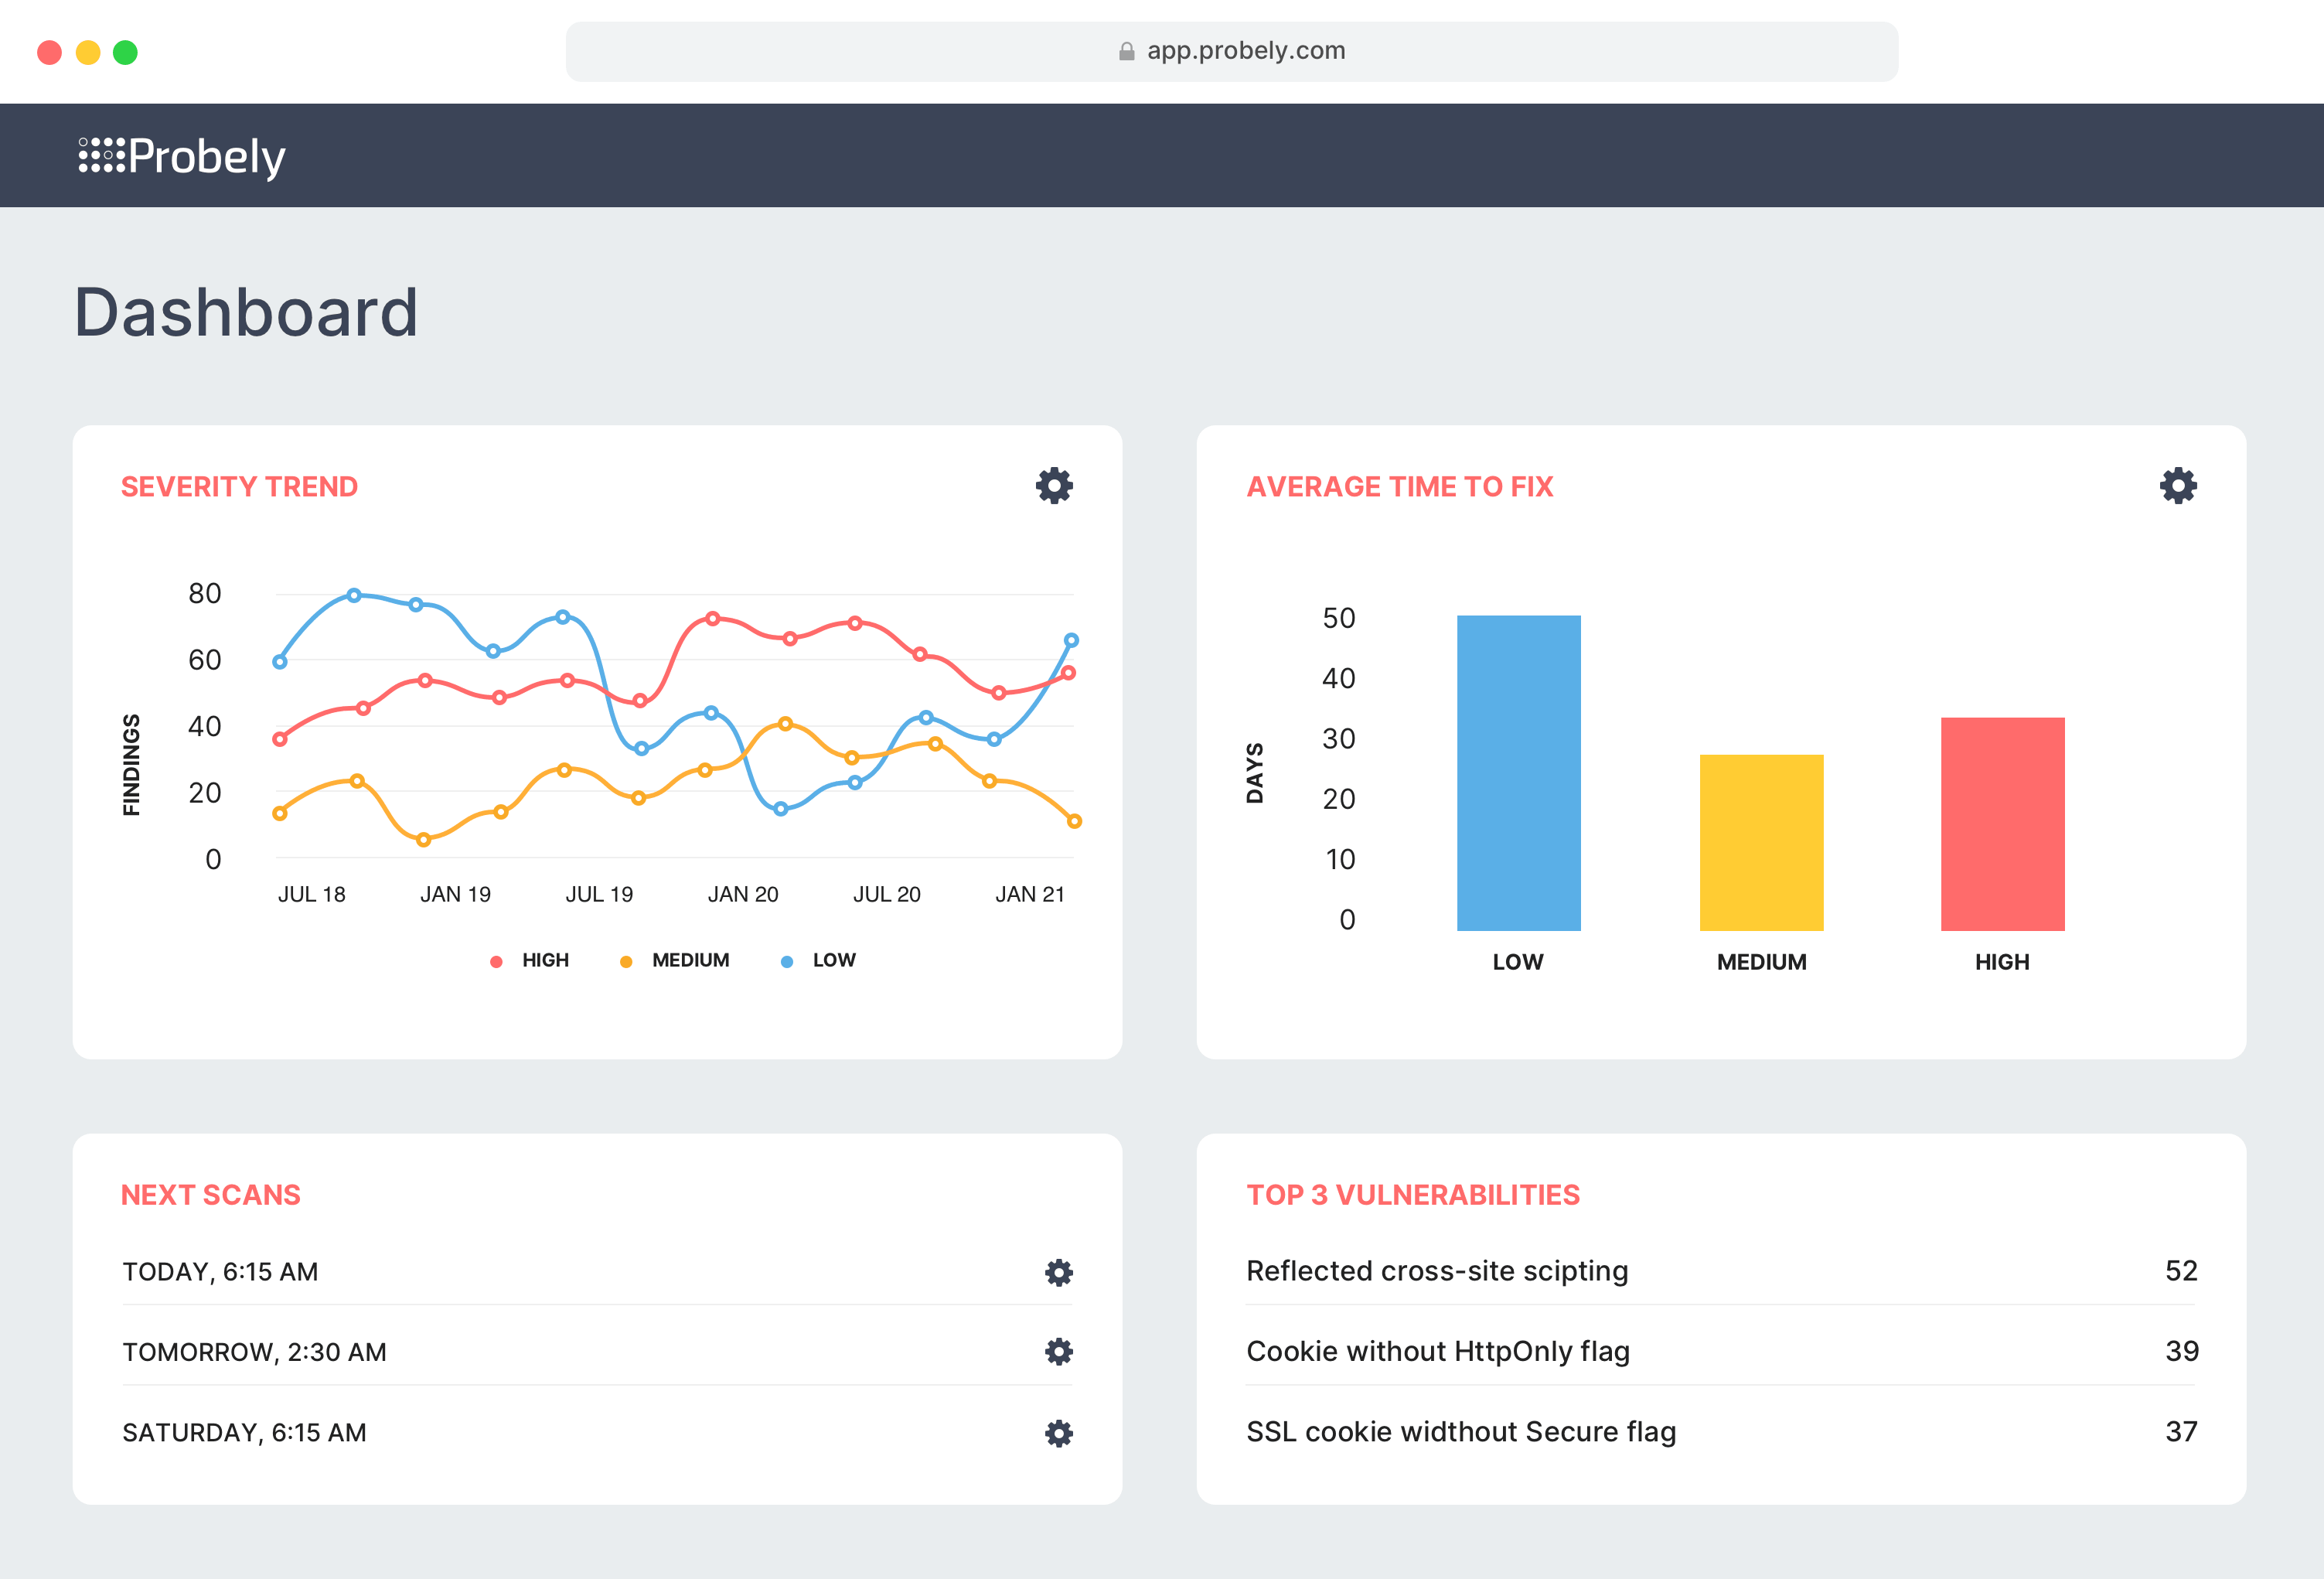 app.probely.com
Probely
Dashboard
SEVERITY TREND
FINDINGS
80
60
40
20
0
JUL 18 JAN 19 JUL 19 JAN 20 JUL 20 JAN 21
HIGH MEDIUM LOW
AVERAGE TIME TO FIX
DAYS
50
40
30
20
10
0
LOW MEDIUM HIGH
NEXT SCANS
TODAY, 6:15 AM
TOMORROW, 2:30 AM
SATURDAY, 6:15 AM
TOP 3 VULNERABILITIES
Reflected cross-site scipting 52
Cookie without HttpOnly flag 39
SSL cookie widthout Secure flag 37